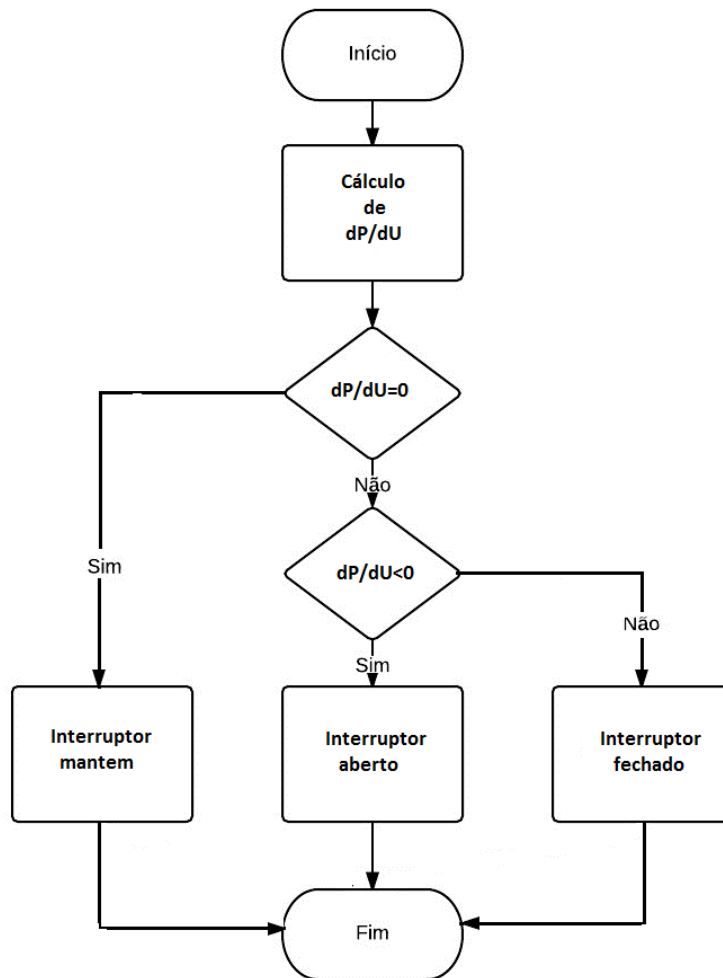 Início
Cálculo
de
dP/dU
dP/dU=0
Não
dP/dU<0
Sim
Não
Sim
Interruptor
mantem
Interruptor
aberto
Interruptor
fechado
Fim